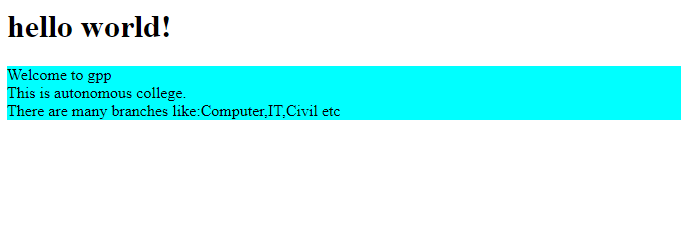 hello world!
Welcome to gpp
This is autonomous college.
There are many branches like:Computer,IT,Civil etc